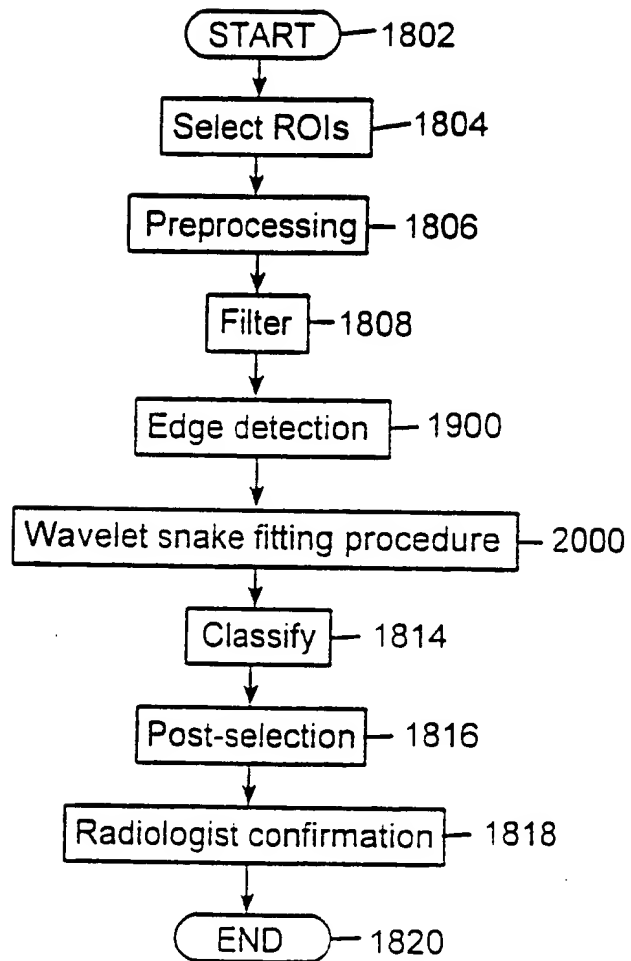 START 1802
Select ROIs 1804
Preprocessing 1806
Filter 1808
Edge detection 1900
Wavelet snake fitting procedure 2000
Classify 1814
Post-selection 1816
Radiologist confirmation 1818
END 1820